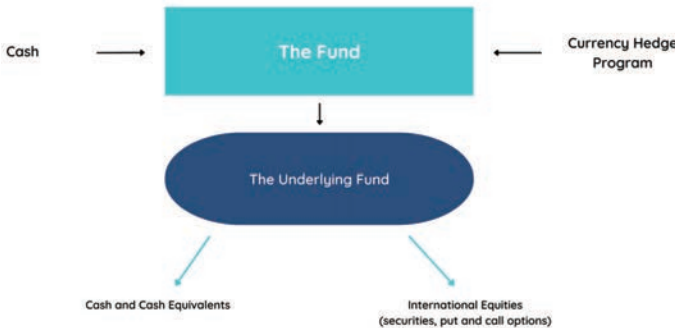 Cash
The Fund
Currency Hedge
Program
The Underlying Fund
Cash and Cash Equivalents
International Equities
(securities, put and call options)